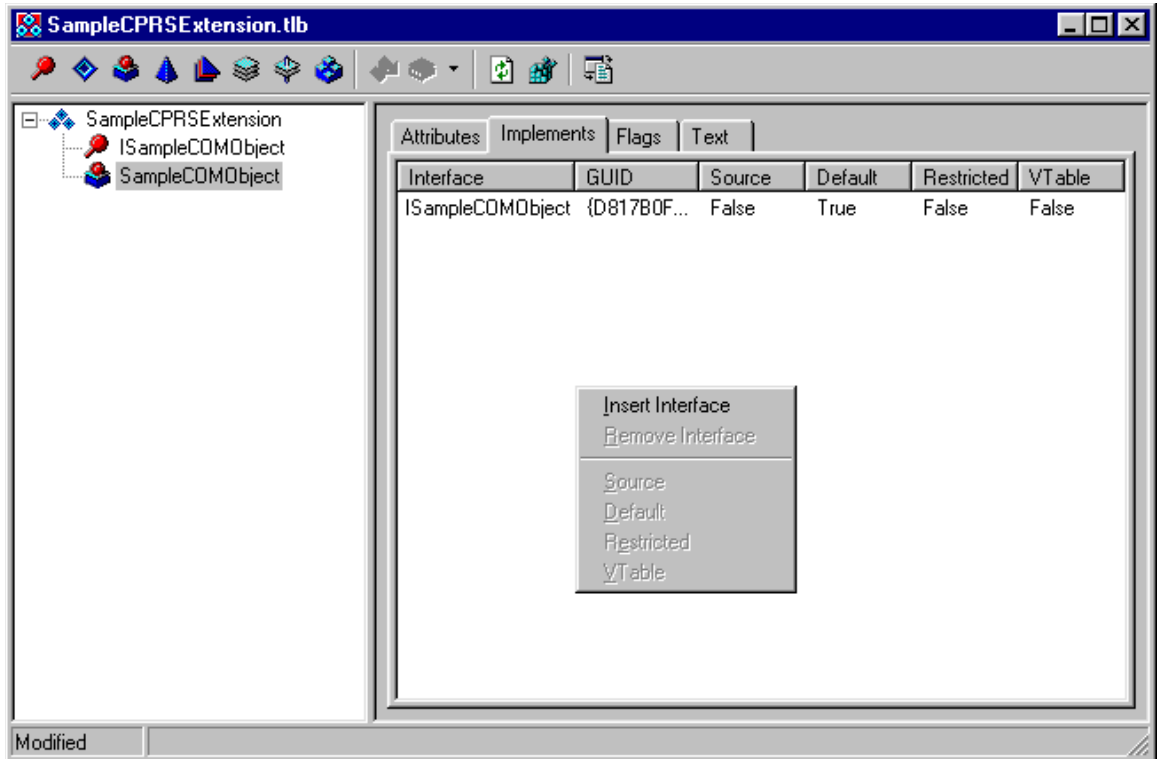 SampleCPRSExtension.tlb
SampleCPRSExtension
ISampleCOMObject
SampleCOMObject
Attributes Implements Flags Text
Interface GUID Source Default Restricted VTable
ISampleCOMObject {D817B0F... False True False False
Insert Interface
Remove Interface
Source
Default
Restricted
VTable
Modified